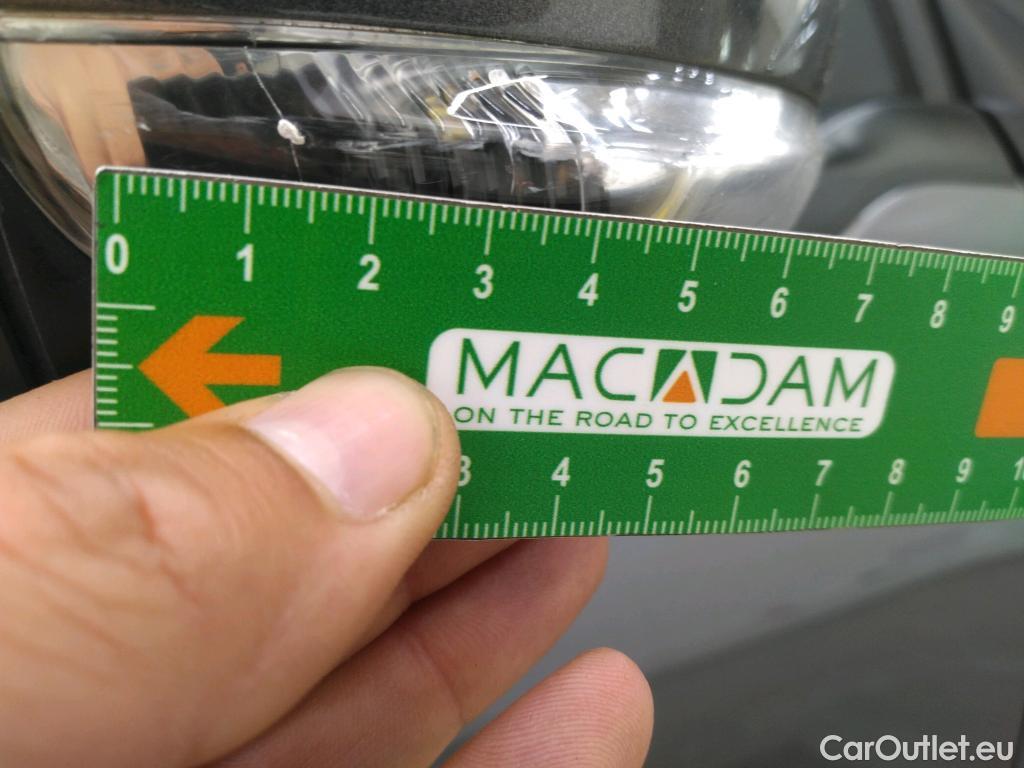 0 1 2 3 4 5 6 7 8 9
MACADAM
ON THE ROAD TO EXCELLENCE
3 4 5 6 7 8 9
CarOutlet.eu